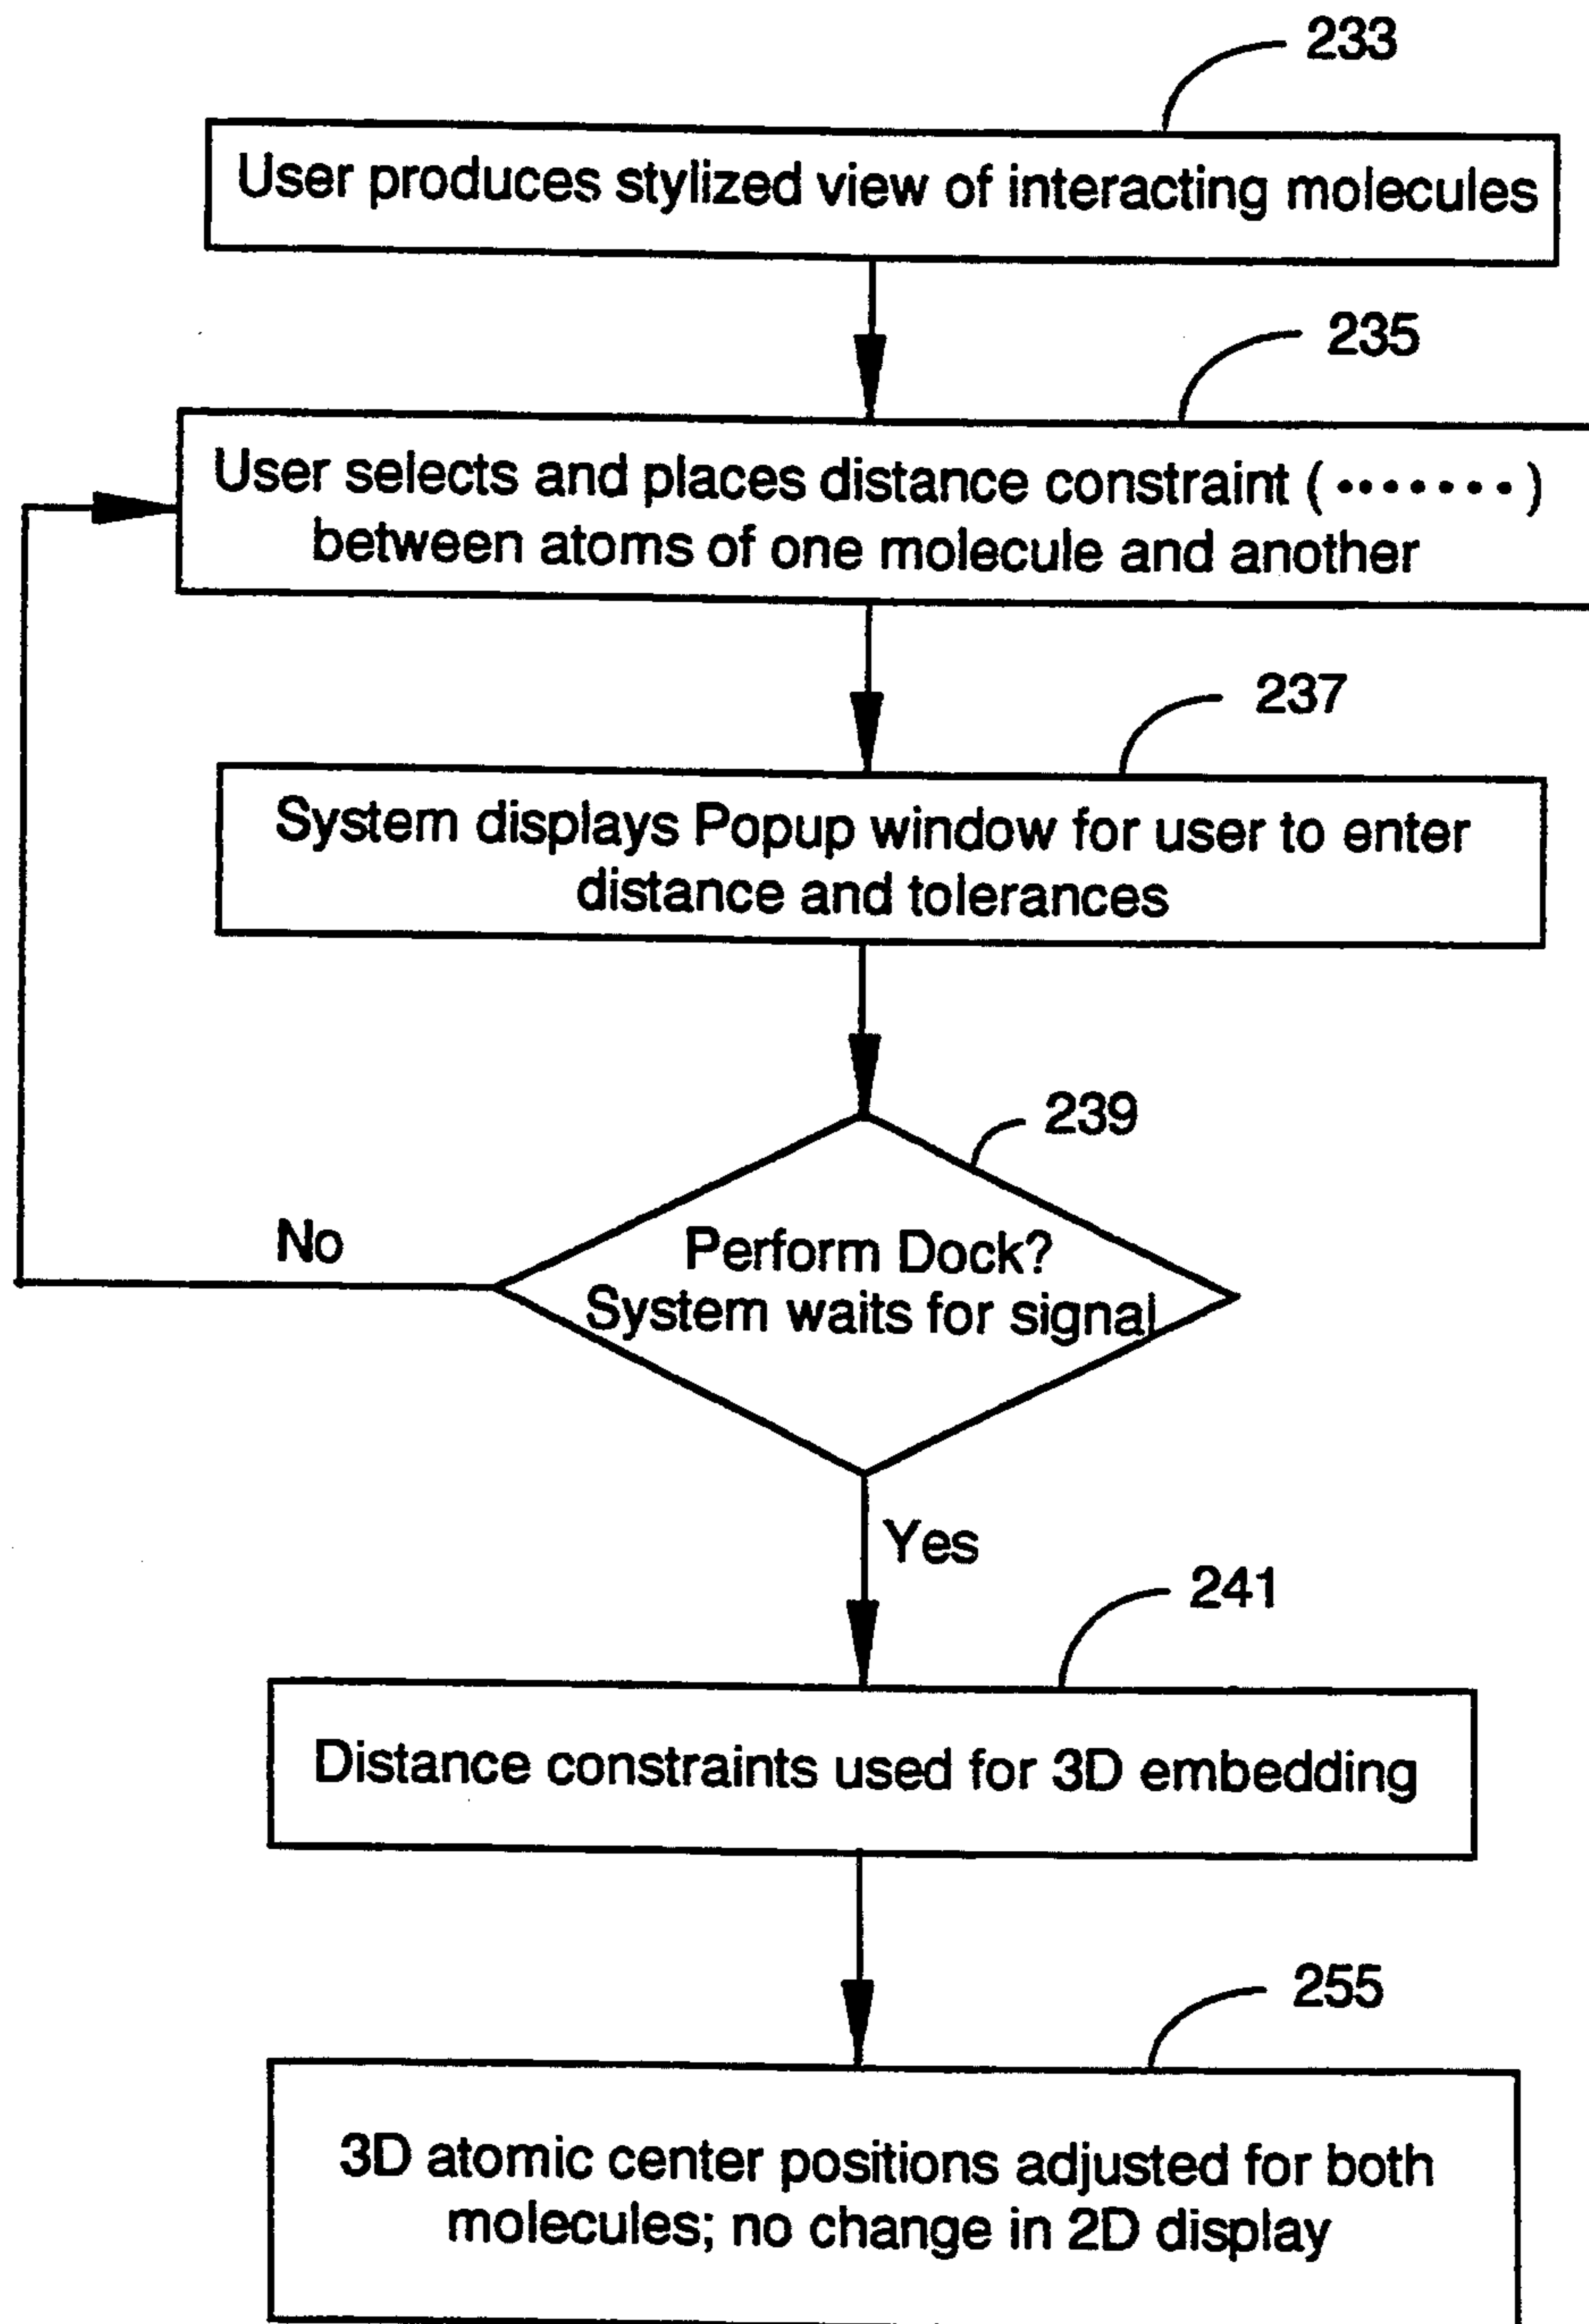 233
User produces stylized view of interacting molecules
235
User selects and places distance constraint (·······)
between atoms of one molecule and another
237
System displays Popup window for user to enter
distance and tolerances
239
Perform Dock?
System waits for signal
No
Yes
241
Distance constraints used for 3D embedding
255
3D atomic center positions adjusted for both
molecules; no change in 2D display